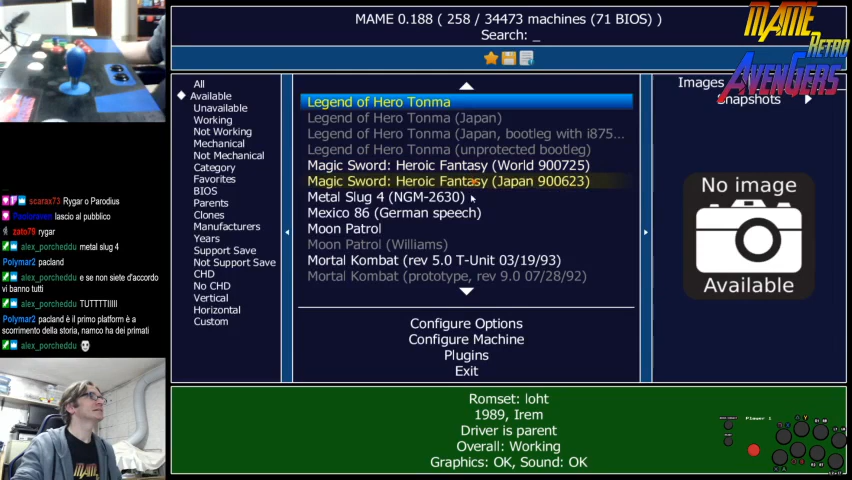 MAME 0.188 ( 258 / 34473 machines (71 BIOS) )
Search: _
MAME
RETRO
AVENGERS
All
Available
Unavailable
Working
Not Working
Mechanical
Not Mechanical
Category
Favorites
BIOS
Parents
Clones
Manufacturers
Years
Support Save
Not Support Save
CHD
No CHD
Vertical
Horizontal
Custom
Legend of Hero Tonma
Legend of Hero Tonma (Japan)
Legend of Hero Tonma (Japan, bootleg with i875...
Legend of Hero Tonma (unprotected bootleg)
Magic Sword: Heroic Fantasy (World 900725)
Magic Sword: Heroic Fantasy (Japan 900623)
Metal Slug 4 (NGM-2630)
Mexico 86 (German speech)
Moon Patrol
Moon Patrol (Williams)
Mortal Kombat (rev 5.0 T-Unit 03/19/93)
Mortal Kombat (prototype, rev 9.0 07/28/92)
Configure Options
Configure Machine
Plugins
Exit
Images
Snapshots
No image
Available
scarax73 Rygar o Parodius
lascio al pubblico
zato75 rygar
alex_porcheddu metal slug 4
Polymar2 pacland
alex_porcheddu e se non siete d'accordo
vi banno tutti
alex_porcheddu TUTTTTIIIII
Polymar2 pacland è il primo platform è a
scorrimento della storia, namco ha dei primati
alex_porcheddu
MAME
Romset: loht
1989, Irem
Driver is parent
Overall: Working
Graphics: OK, Sound: OK
Player 1